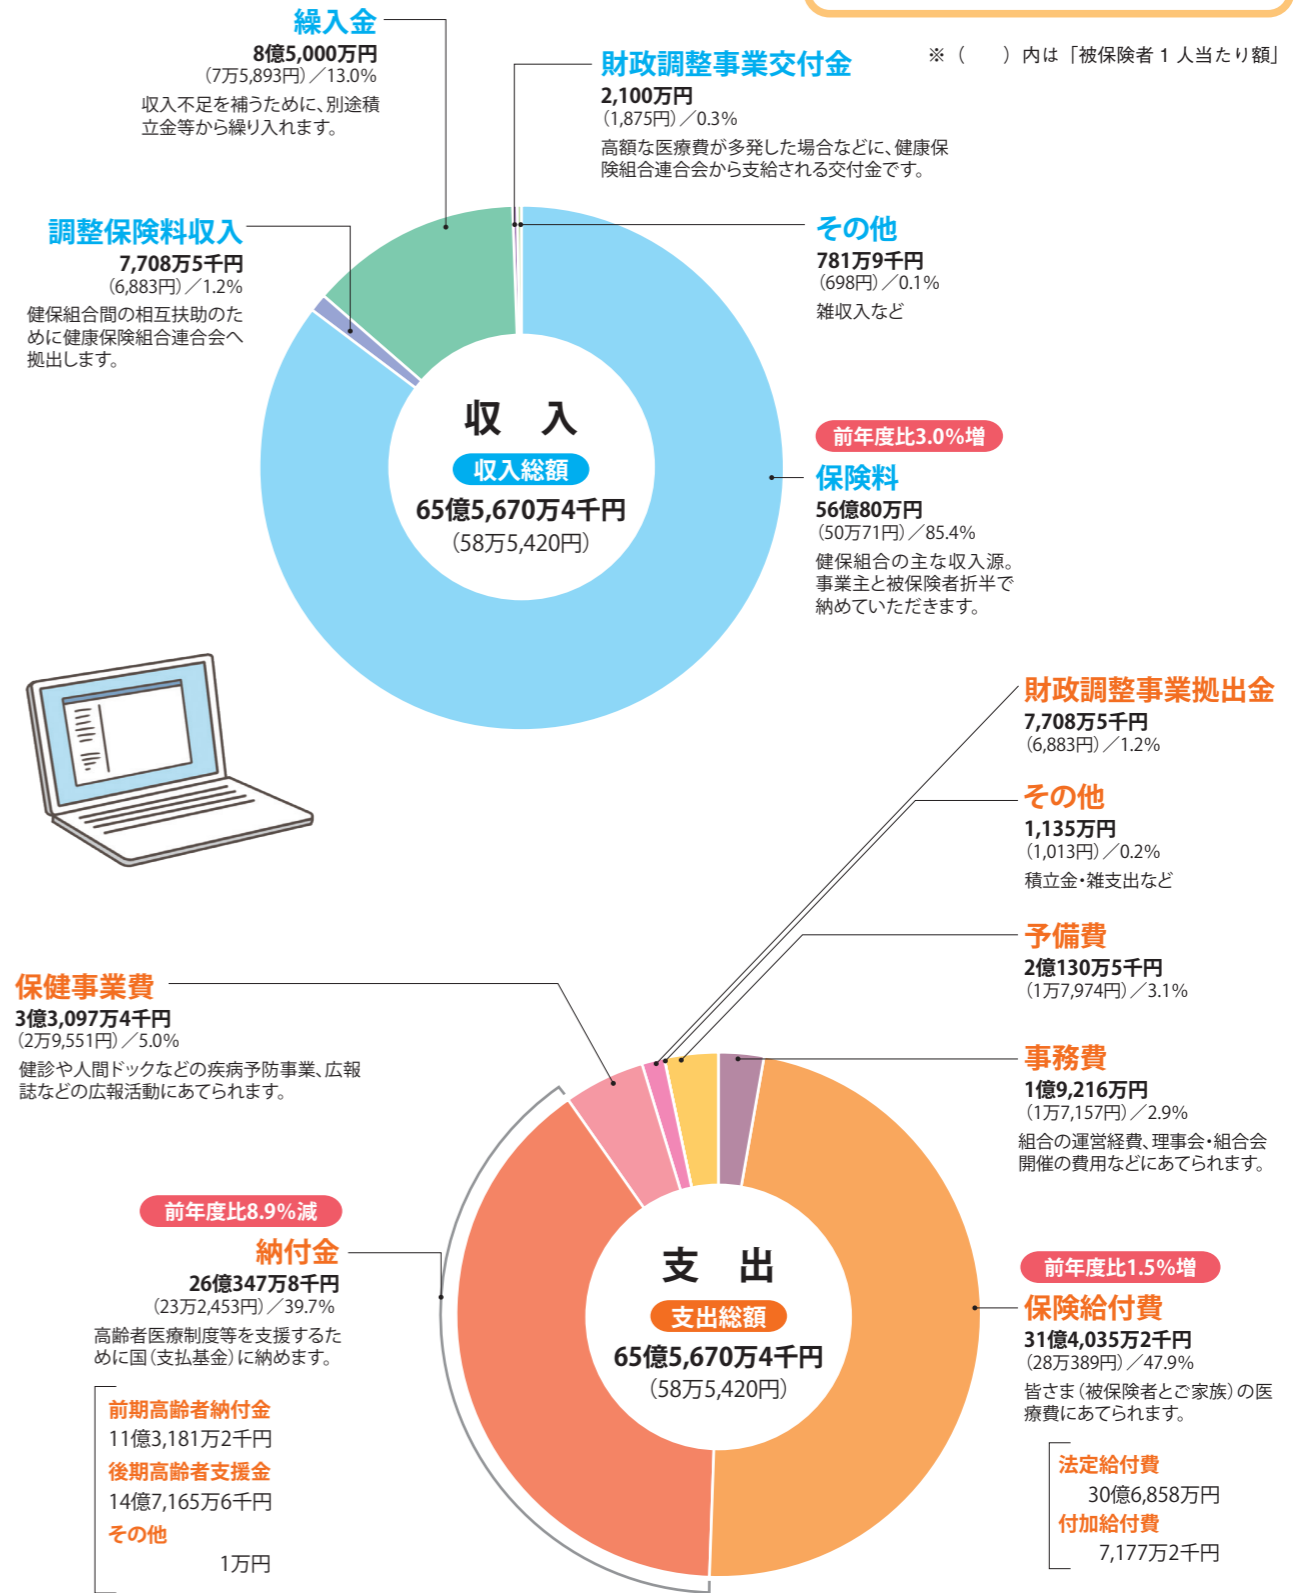 ※（　　）内は「被保険者１人当たり額」
繰入金
8億5,000万円
（7万5,893円）／13.0%
収入不足を補うために、別途積
立金等から繰り入れます。
財政調整事業交付金
2,100万円
（1,875円）／0.3%
高額な医療費が多発した場合などに、健康保
険組合連合会から支給される交付金です。
調整保険料収入
7,708万5千円
（6,883円）／1.2%
健保組合間の相互扶助のた
めに健康保険組合連合会へ
拠出します。
その他
781万9千円
（698円）／0.1%
雑収入など
収　入
収入総額
65億5,670万4千円
（58万5,420円）
前年度比3.0%増
保険料
56億80万円
（50万71円）／85.4%
健保組合の主な収入源。
事業主と被保険者折半で
納めていただきます。
財政調整事業拠出金
7,708万5千円
（6,883円）／1.2%
その他
1,135万円
（1,013円）／0.2%
積立金・雑支出など
予備費
2億130万5千円
（1万7,974円）／3.1%
保健事業費
3億3,097万4千円
（2万9,551円）／5.0%
健診や人間ドックなどの疾病予防事業、広報
誌などの広報活動にあてられます。
事務費
1億9,216万円
（1万7,157円）／2.9%
組合の運営経費、理事会・組合会
開催の費用などにあてられます。
前年度比8.9%減
納付金
26億347万8千円
（23万2,453円）／39.7%
高齢者医療制度等を支援するた
めに国（支払基金）に納めます。
前期高齢者納付金
11億3,181万2千円
後期高齢者支援金
14億7,165万6千円
その他
1万円
支　出
支出総額
65億5,670万4千円
（58万5,420円）
前年度比1.5%増
保険給付費
31億4,035万2千円
（28万389円）／47.9%
皆さま（被保険者とご家族）の医
療費にあてられます。
法定給付費
30億6,858万円
付加給付費
7,177万2千円